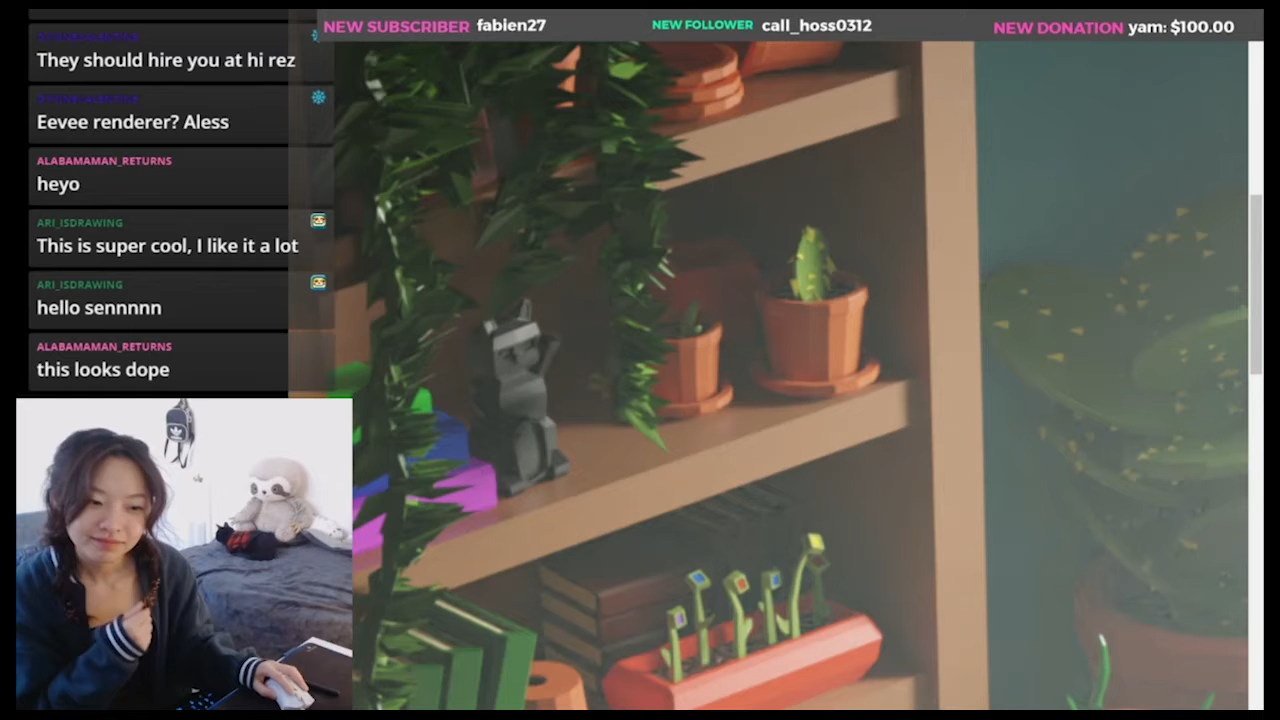 NEW SUBSCRIBER fabien27
NEW FOLLOWER call_hoss0312
NEW DONATION yam: $100.00
They should hire you at hi rez
Eevee renderer? Aless
ALABAMAMAN_RETURNS
heyo
ARI_ISDRAWING
This is super cool, I like it a lot
ARI_ISDRAWING
hello sennnnn
ALABAMAMAN_RETURNS
this looks dope